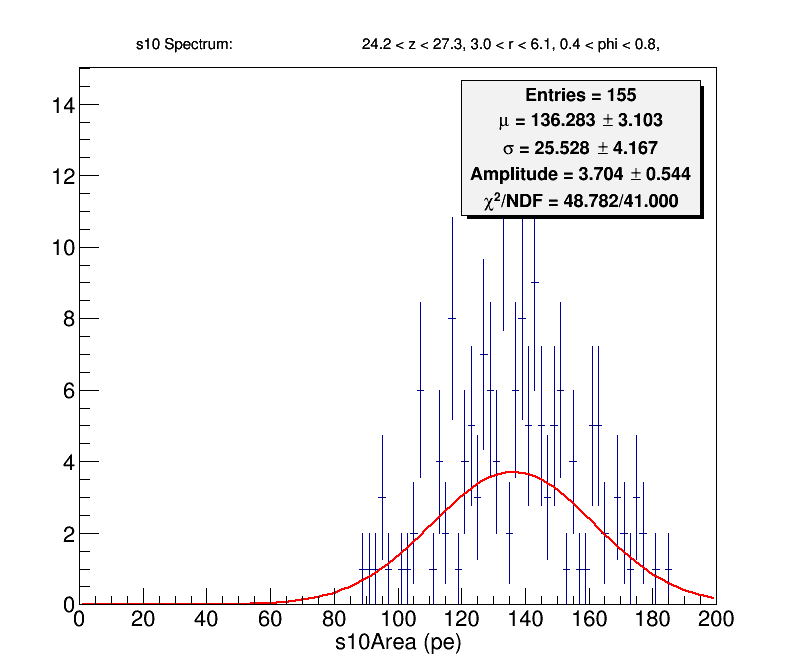 s10 Spectrum: 24.2 < z < 27.3, 3.0 < r < 6.1, 0.4 < phi < 0.8,
Entries = 155
μ = 136.283 ± 3.103
σ = 25.528 ± 4.167
Amplitude = 3.704 ± 0.544
χ²/NDF = 48.782/41.000
14
12
10
8
6
4
2
0
0 20 40 60 80 100 120 140 160 180 200
s10Area (pe)